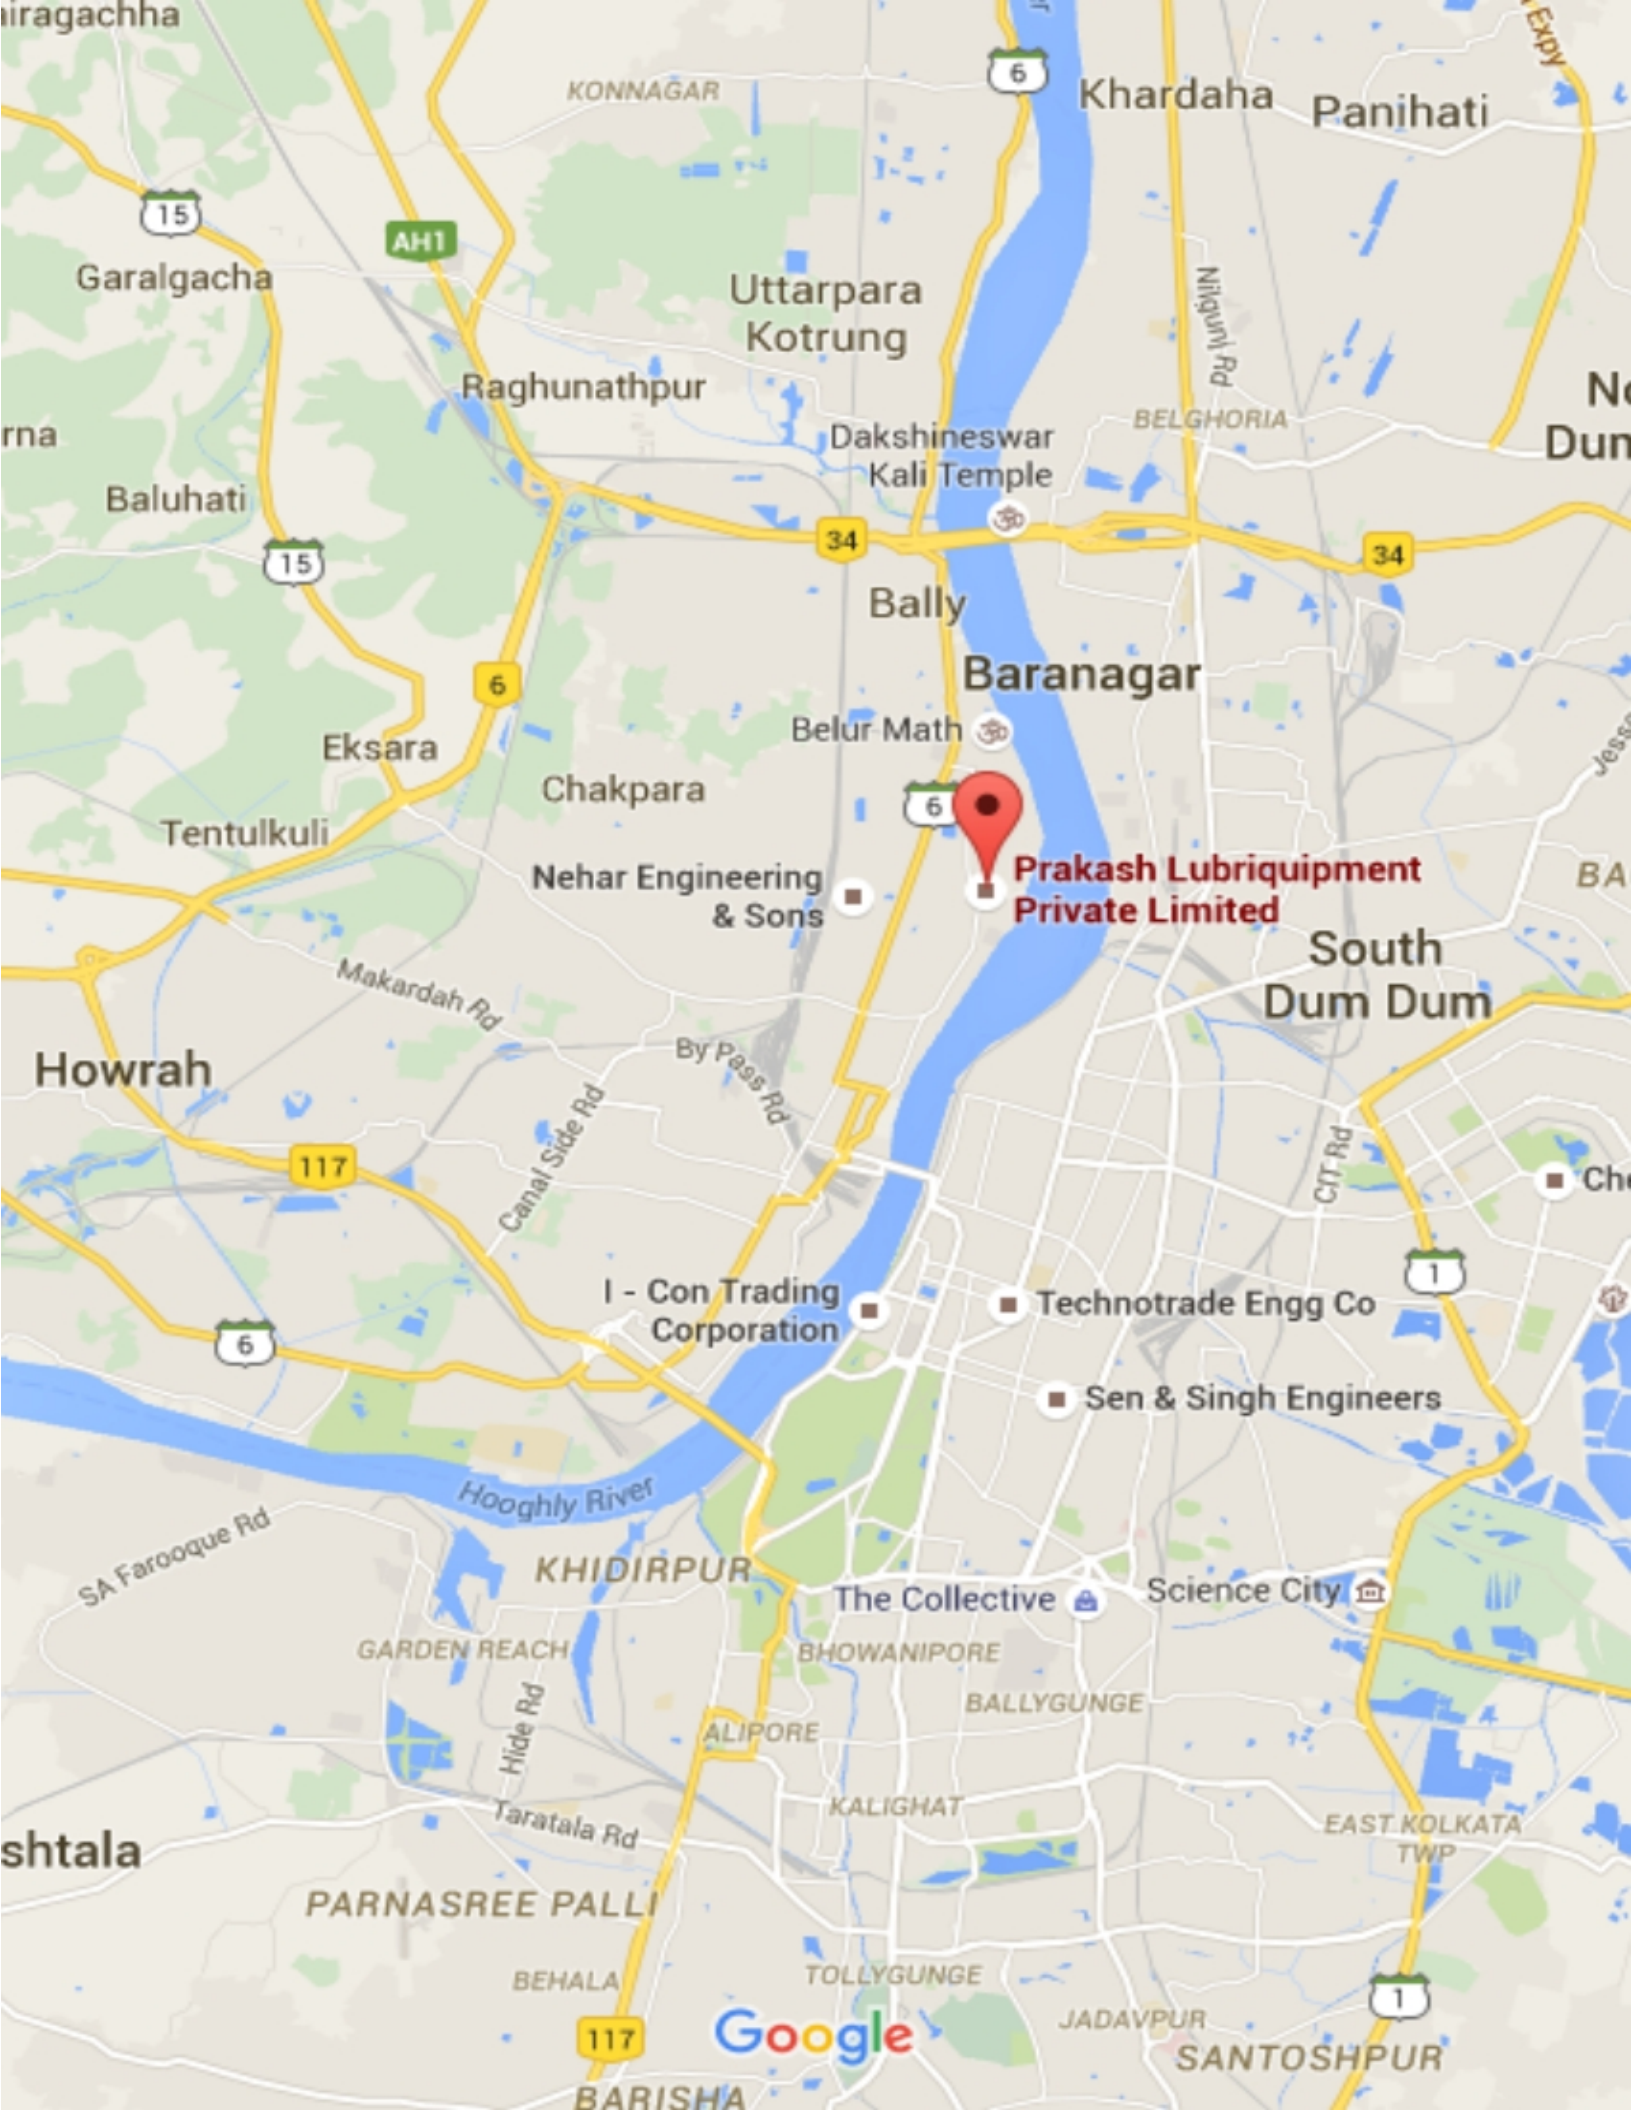 airagachha
KONNAGAR
6
Khardaha
Panihati
Expy
15
AH1
Garalgacha
Uttarpara
Kotrung
Nilgunj Rd
Raghunathpur
BELGHORIA
rna
Dakshineswar
Kali Temple
No
Dum
Baluhati
34
34
15
Bally
6
Baranagar
Belur Math
Eksara
Jesso
Chakpara
6
Tentulkuli
Nehar Engineering
& Sons
Prakash Lubriquipment
Private Limited
BA
South
Dum Dum
Makardah Rd
By Pass Rd
Howrah
Canal Side Rd
CIT Rd
117
Che
1
I - Con Trading
Corporation
Technotrade Engg Co
6
Sen & Singh Engineers
Hooghly River
SA Farooque Rd
KHIDIRPUR
The Collective
Science City
GARDEN REACH
BHOWANIPORE
Hide Rd
BALLYGUNGE
ALIPORE
KALIGHAT
Taratala Rd
EAST KOLKATA
TWP
shtala
PARNASREE PALLI
BEHALA
TOLLYGUNGE
1
JADAVPUR
117
Google
SANTOSHPUR
BARISHA